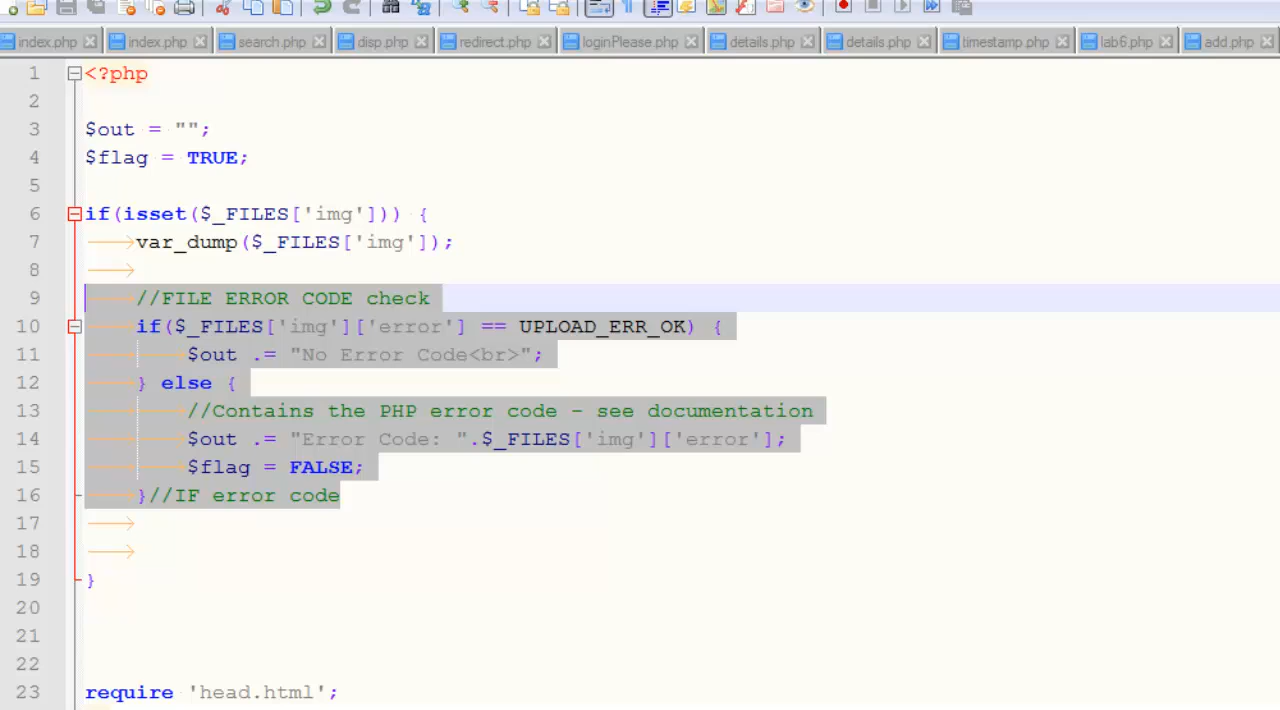 index.php index.php search.php disp.php redirect.php loginPlease.php details.php details.php timestamp.php lab6.php add.php
1 <?php
2
3 $out = "";
4 $flag = TRUE;
5
6 if(isset($_FILES['img'])) {
7 var_dump($_FILES['img']);
8
9 //FILE ERROR CODE check
10 if($_FILES['img']['error'] == UPLOAD_ERR_OK) {
11 $out .= "No Error Code<br>";
12 } else {
13 //Contains the PHP error code - see documentation
14 $out .= "Error Code: ".$_FILES['img']['error'];
15 $flag = FALSE;
16 }//IF error code
17
18
19 }
20
21
22
23 require 'head.html';